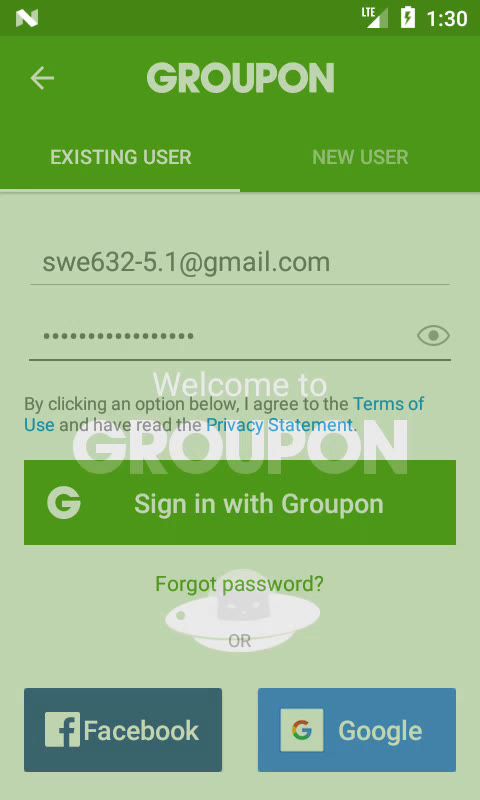 LTE 1:30
GROUPON
EXISTING USER NEW USER
swe632-5.1@gmail.com
•••••••••••••••••
Welcome to
By clicking an option below, I agree to the Terms of
Use and have read the Privacy Statement.
GROUPON
G Sign in with Groupon
Forgot password?
OR
f Facebook G Google